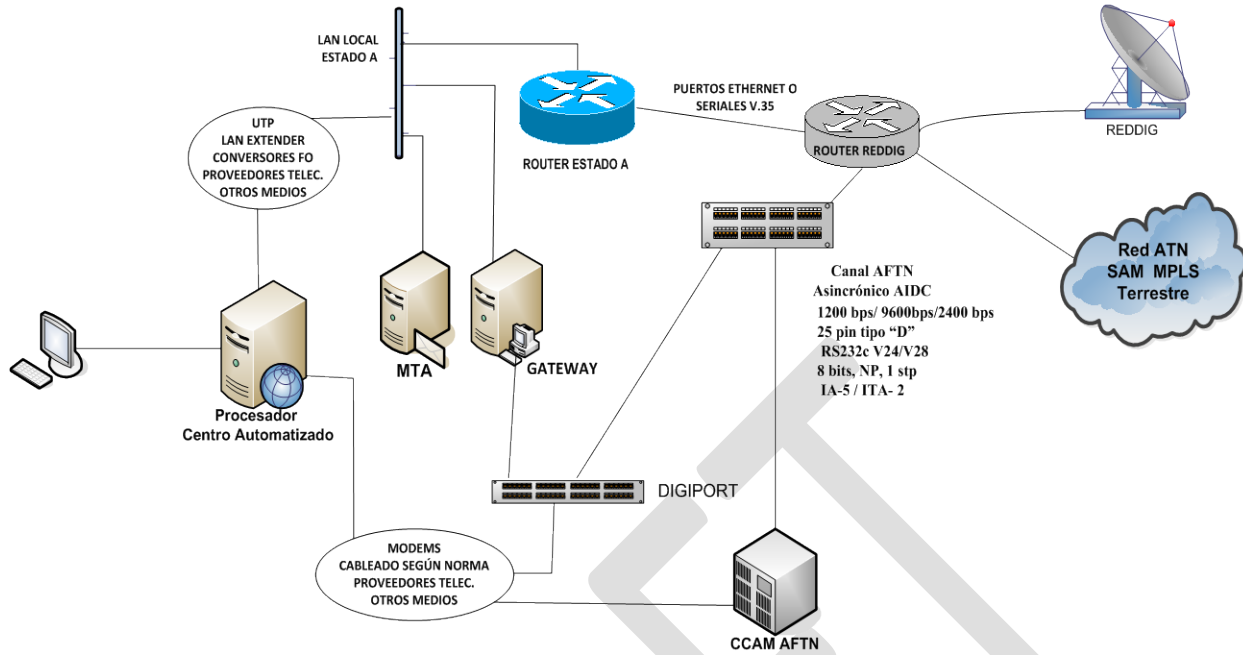 LAN LOCAL
ESTADO A
PUERTOS ETHERNET O
SERIALES V.35
REDDIG
UTP
LAN EXTENDER
CONVERSORES FO
PROVEEDORES TELEC.
OTROS MEDIOS
ROUTER ESTADO A
ROUTER REDDIG
Red ATN
SAM MPLS
Terrestre
Canal AFTN
Asincrónico AIDC
1200 bps/ 9600bps/2400 bps
25 pin tipo “D”
RS232c V24/V28
8 bits, NP, 1 stp
IA-5 / ITA- 2
MTA
GATEWAY
Procesador
Centro Automatizado
DIGIPORT
MODEMS
CABLEADO SEGÚN NORMA
PROVEEDORES TELEC.
OTROS MEDIOS
CCAM AFTN